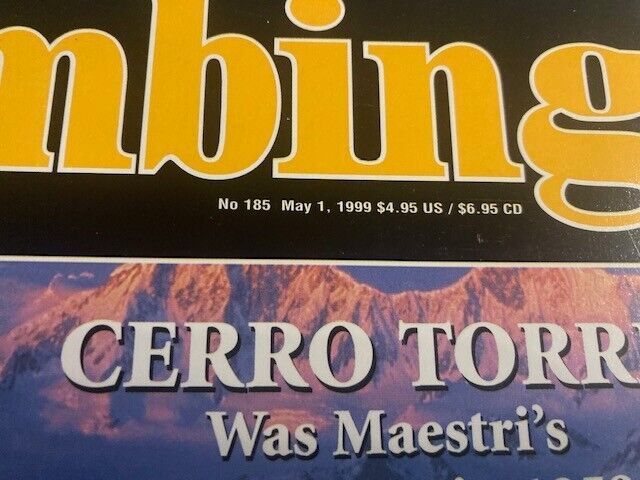 mbing
No 185 May 1, 1999 $4.95 US / $6.95 CD
CERRO TORR
Was Maestri's